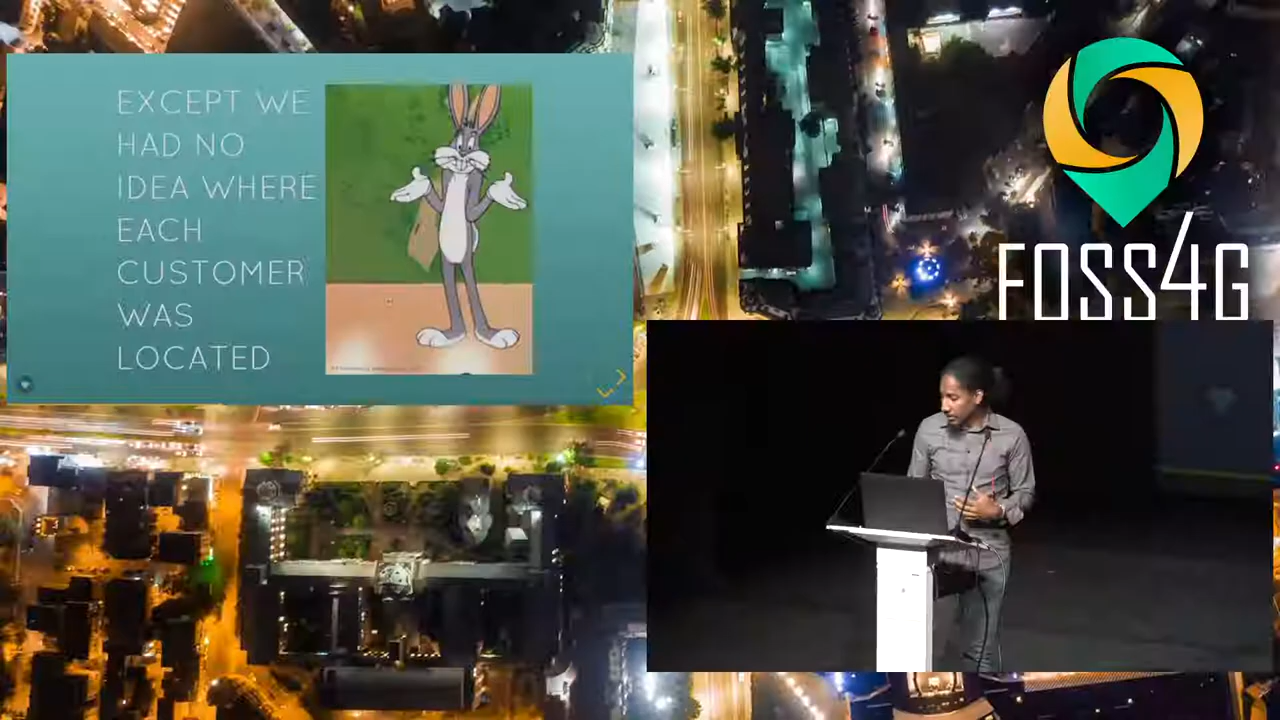 EXCEPT WE
HAD NO
IDEA WHERE
EACH
CUSTOMER
WAS
LOCATED
FOSS4G